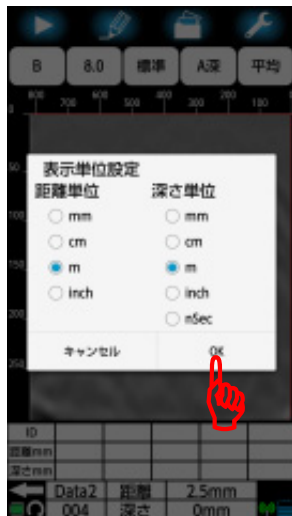 B 8.0 標準 A深 平均
800 700 600 500 400 300 200 100
0
50
100
150
200
250
表示単位設定
距離単位 深さ単位
mm mm
cm cm
m m
inch inch
nSec
キャンセル OK
ID
距離mm
深さmm
Data2 距離 2.5mm
004 深さ 0mm